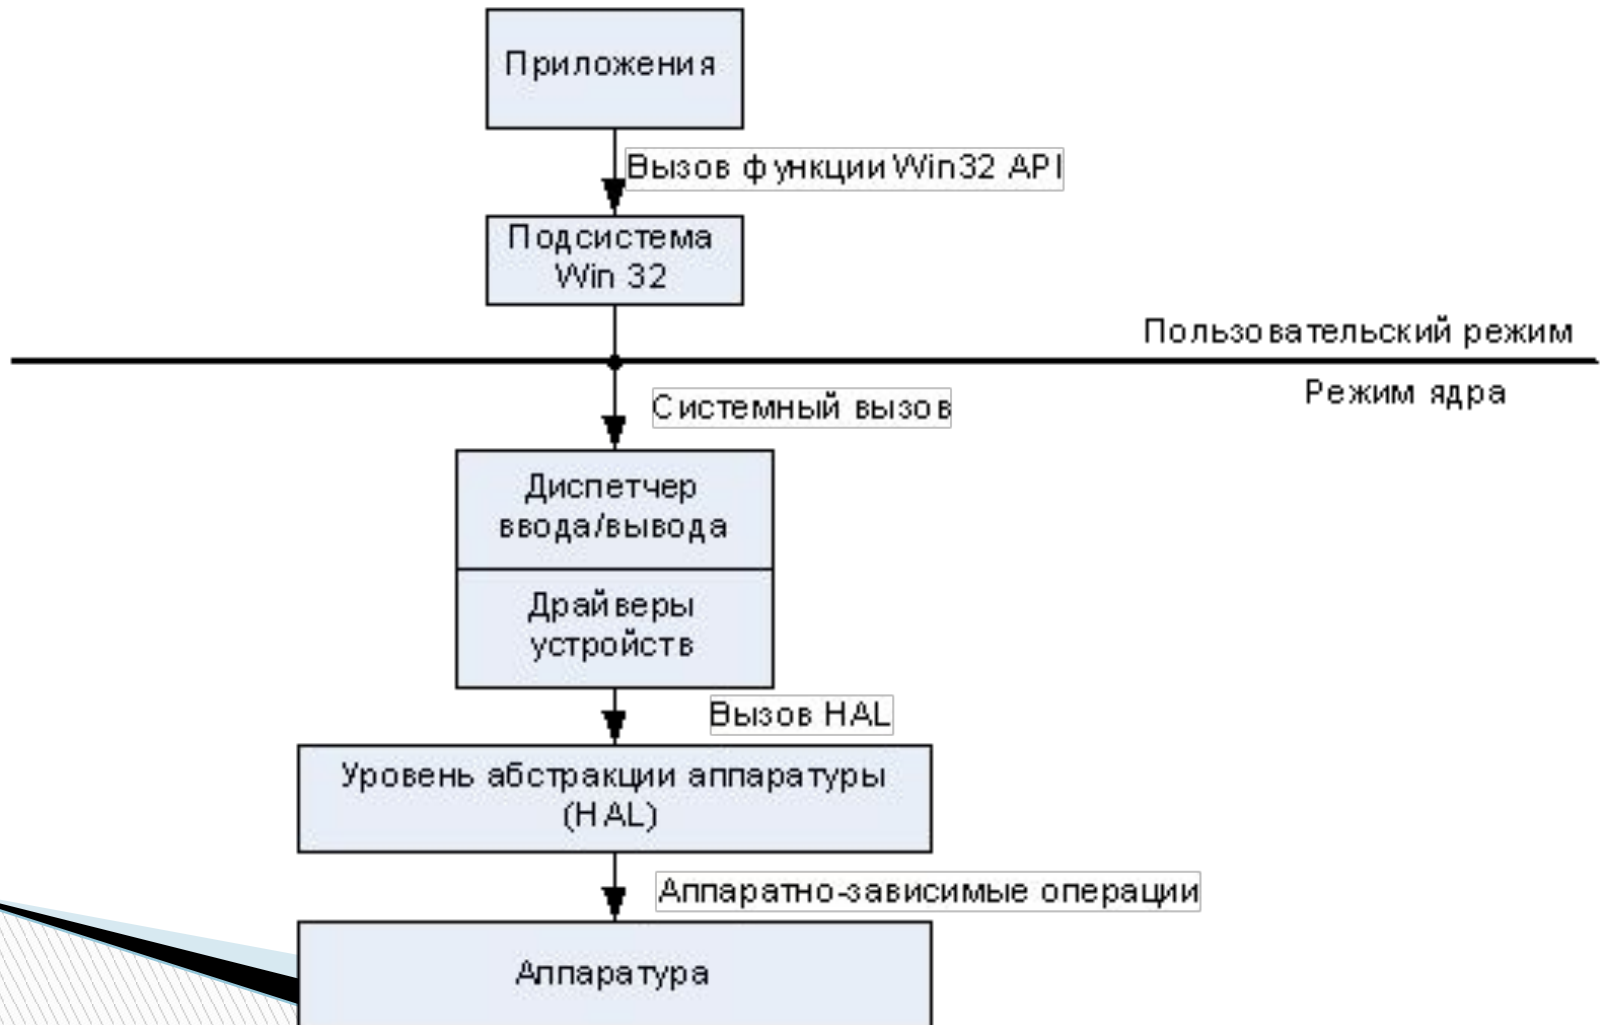 Приложения
Вызов функции Win32 API
Подсистема
Win 32
Пользовательский режим
Режим ядра
Системный вызов
Диспетчер
ввода/вывода
Драйверы
устройств
Вызов HAL
Уровень абстракции аппаратуры
(HAL)
Аппаратно-зависимые операции
Аппаратура